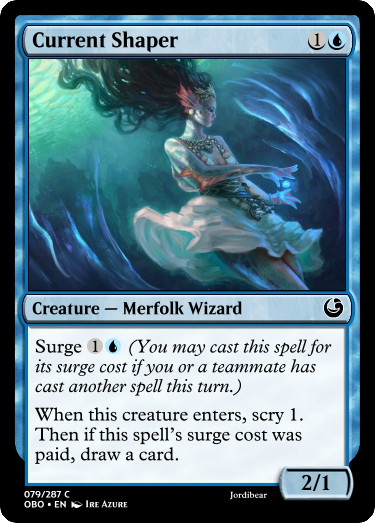 Current Shaper 1
Creature — Merfolk Wizard
Surge 1 (You may cast this spell for
its surge cost if you or a teammate has
cast another spell this turn.)
When this creature enters, scry 1.
Then if this spell's surge cost was
paid, draw a card.
2/1
079/287 C
OBO • EN Ire Azure
Jordibear